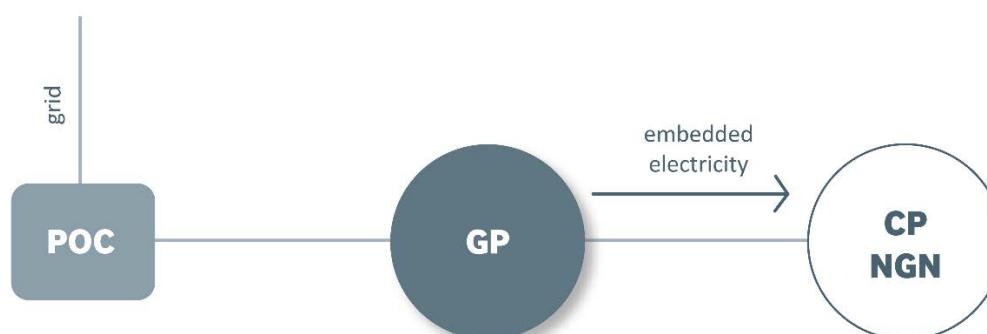 grid
embedded
electricity
POC
GP
CP
NGN